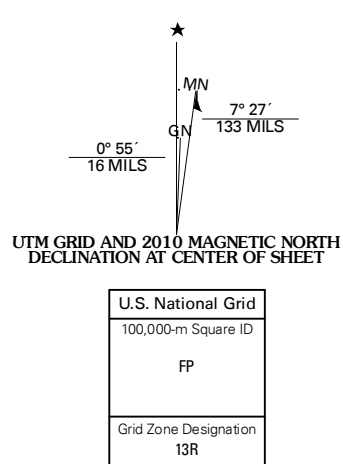 MN
GN
7° 27´
133 MILS
0° 55´
16 MILS
UTM GRID AND 2010 MAGNETIC NORTH
DECLINATION AT CENTER OF SHEET
U.S. National Grid
100,000-m Square ID
FP
Grid Zone Designation
13R